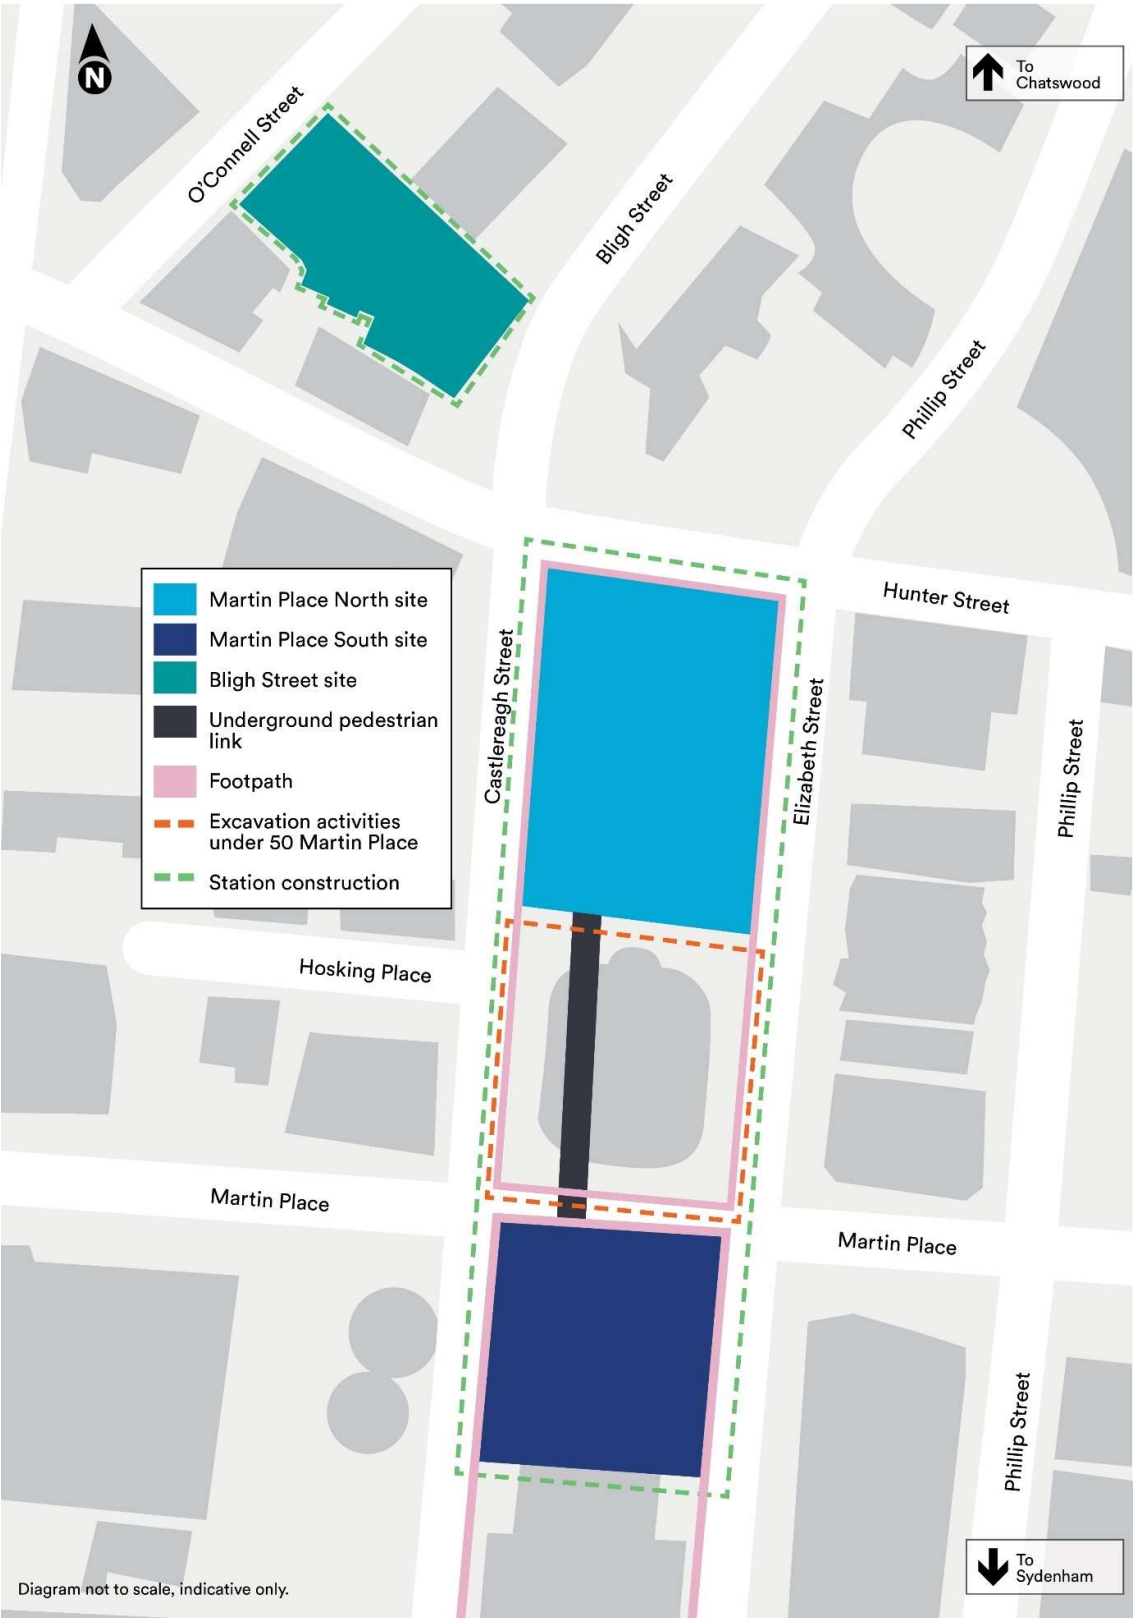 N
To
Chatswood
O'Connell Street
Bligh Street
Phillip Street
Hunter Street
Martin Place North site
Martin Place South site
Bligh Street site
Underground pedestrian
link
Footpath
Excavation activities
under 50 Martin Place
Station construction
Castlereagh Street
Elizabeth Street
Phillip Street
Hosking Place
Martin Place
Martin Place
Phillip Street
To
Sydenham
Diagram not to scale, indicative only.